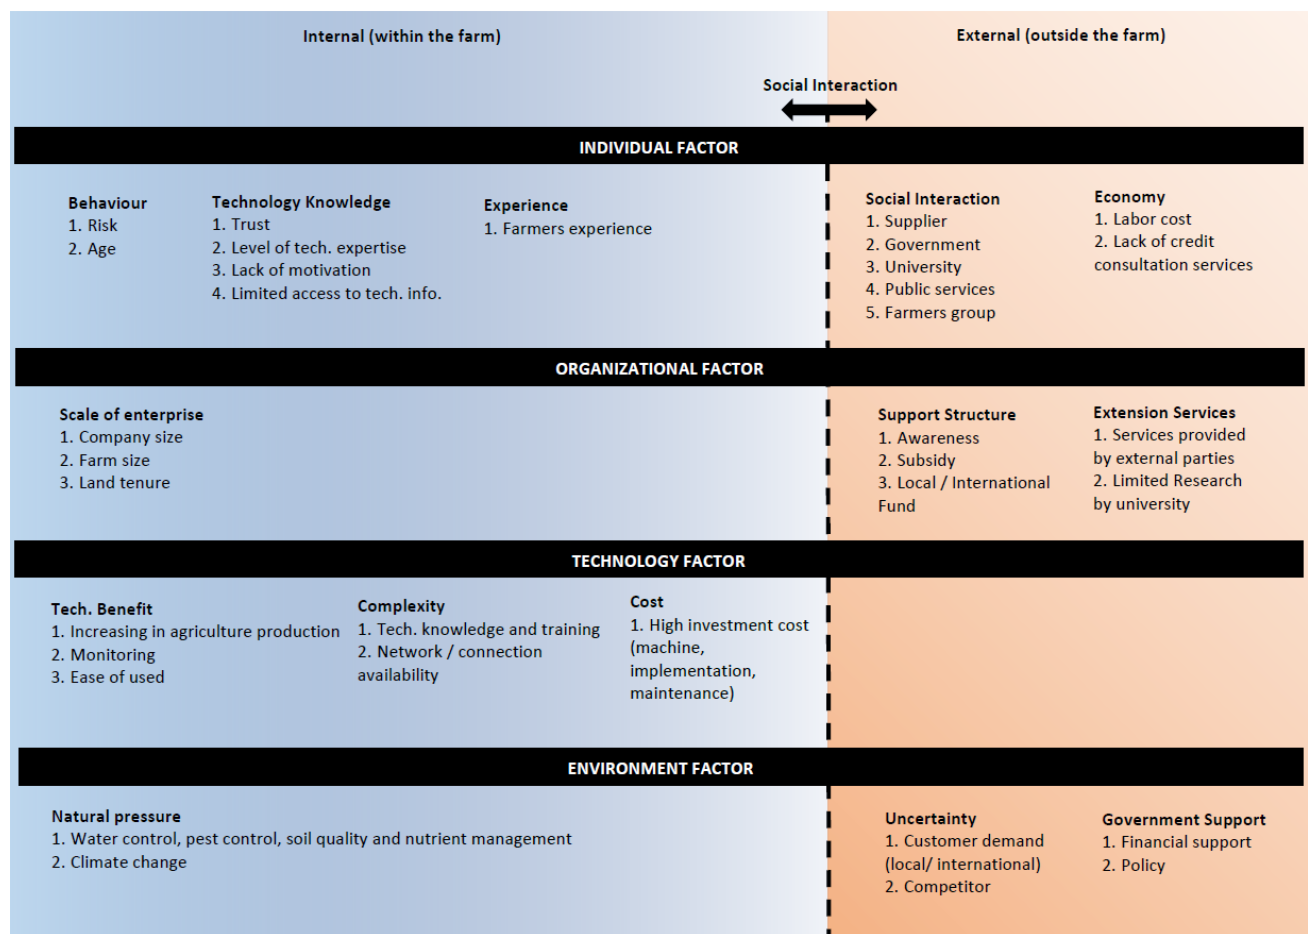 Internal (within the farm)
External (outside the farm)
Social Interaction
INDIVIDUAL FACTOR
Behaviour
1. Risk
2. Age
Technology Knowledge
1. Trust
2. Level of tech. expertise
3. Lack of motivation
4. Limited access to tech. info.
Experience
1. Farmers experience
Social Interaction
1. Supplier
2. Government
3. University
4. Public services
5. Farmers group
Economy
1. Labor cost
2. Lack of credit
consultation services
ORGANIZATIONAL FACTOR
Scale of enterprise
1. Company size
2. Farm size
3. Land tenure
Support Structure
1. Awareness
2. Subsidy
3. Local / International
Fund
Extension Services
1. Services provided
by external parties
2. Limited Research
by university
TECHNOLOGY FACTOR
Tech. Benefit
1. Increasing in agriculture production
2. Monitoring
3. Ease of used
Complexity
1. Tech. knowledge and training
2. Network / connection
availability
Cost
1. High investment cost
(machine,
implementation,
maintenance)
ENVIRONMENT FACTOR
Natural pressure
1. Water control, pest control, soil quality and nutrient management
2. Climate change
Uncertainty
1. Customer demand
(local/ international)
2. Competitor
Government Support
1. Financial support
2. Policy